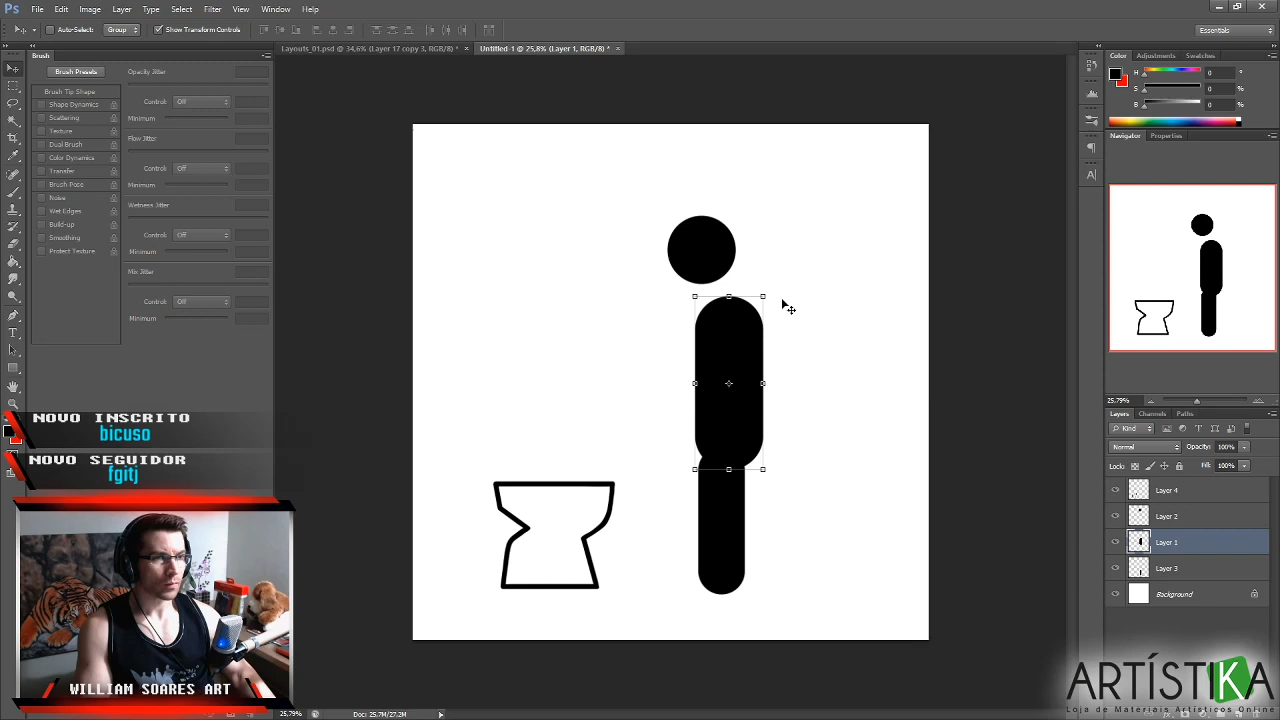 Ps File Edit Image Layer Type Select Filter View Window Help
Auto-Select: Group Show Transform Controls Essentials
Layouts_01.psd @ 34,6% (Layer 17 copy 3, RGB/8) * × Untitled-1 @ 25,8% (Layer 1, RGB/8) * ×
Brush
Brush Presets
Brush Tip Shape
Shape Dynamics
Scattering
Texture
Dual Brush
Color Dynamics
Transfer
Brush Pose
Noise
Wet Edges
Build-up
Smoothing
Protect Texture
Opacity Jitter
Control: Off
Minimum
Flow Jitter
Control: Off
Minimum
Wetness Jitter
Control: Off
Minimum
Mix Jitter
Control: Off
Minimum
Color Adjustments Swatches
H 0 °
S 0 %
B 0 %
Navigator Properties
25,79%
Layers Channels Paths
Kind
Normal Opacity: 100%
Lock: Fill: 100%
Layer 4
Layer 2
Layer 1
Layer 3
Background
NOVO INSCRITO
bicuso
NOVO SEGUIDOR
fgitj
WILLIAM SOARES ART
25,79% Doc: 25,7M/27,2M
ARTÍSTIKA
Loja de Materiais Artísticos Online